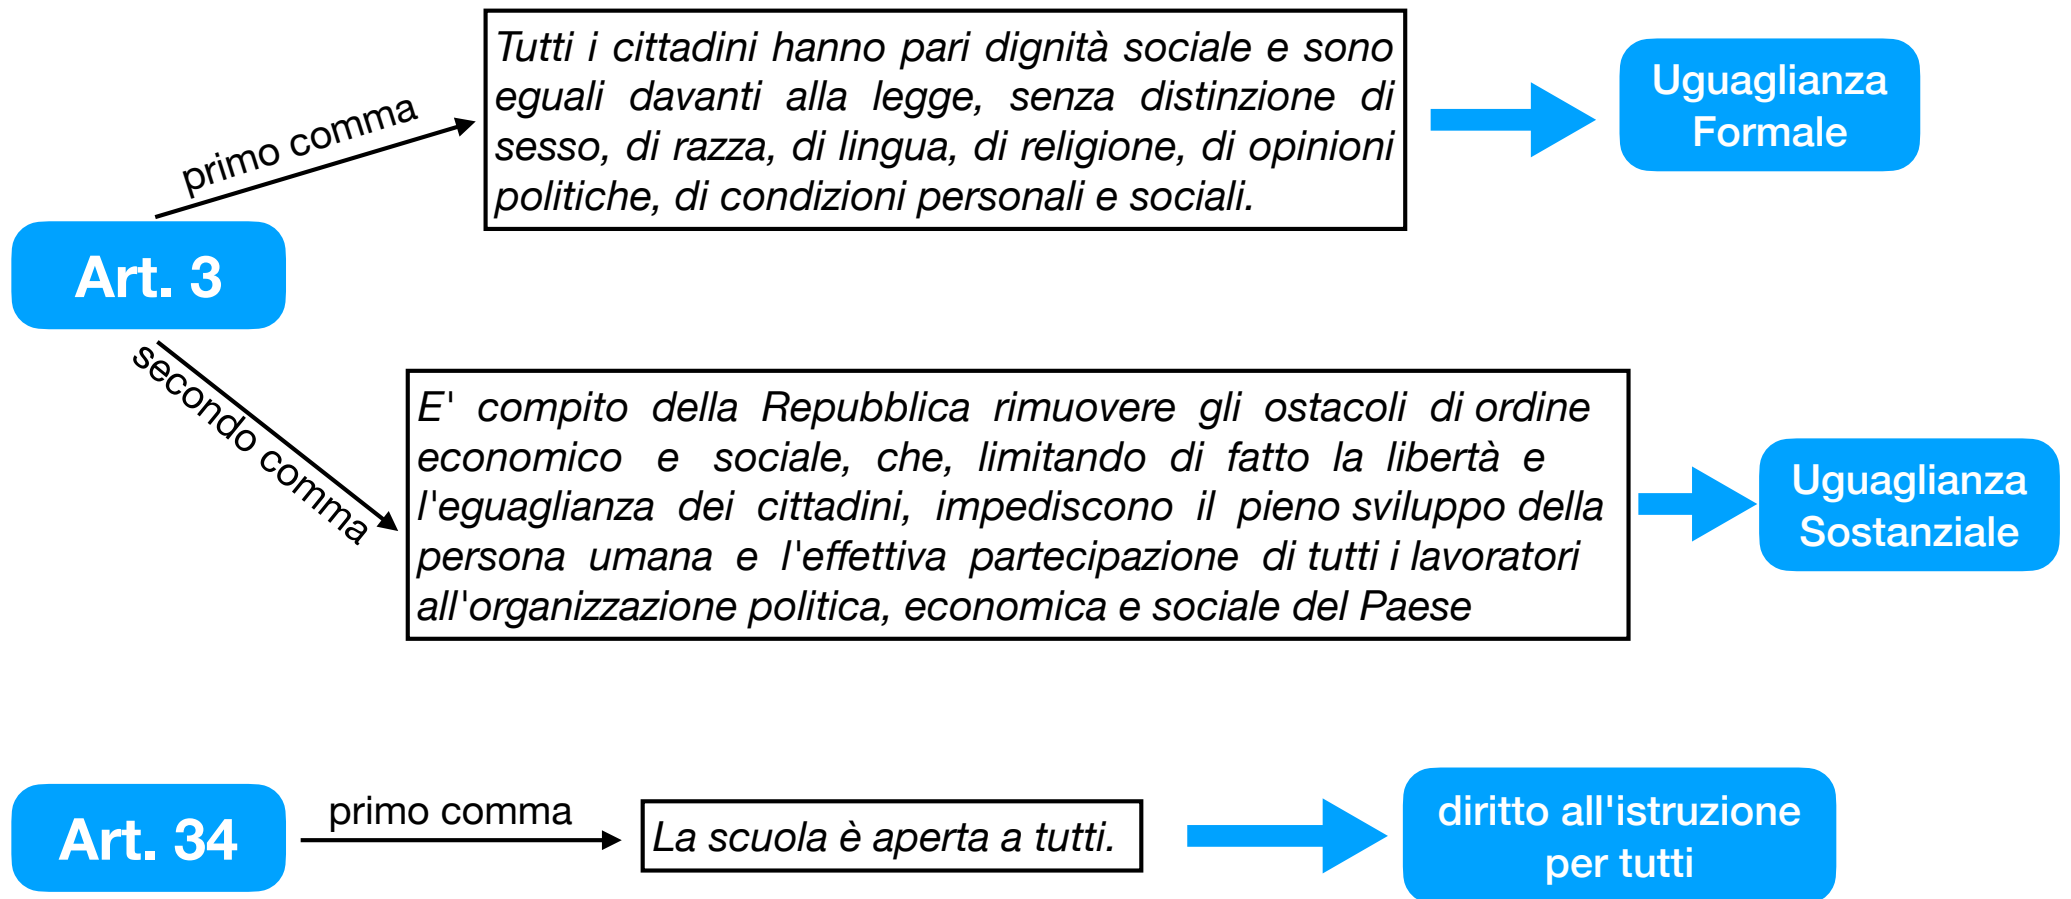 primo comma
Tutti i cittadini hanno pari dignità sociale e sono
eguali davanti alla legge, senza distinzione di
sesso, di razza, di lingua, di religione, di opinioni
politiche, di condizioni personali e sociali.
Uguaglianza
Formale
Art. 3
secondo comma
E' compito della Repubblica rimuovere gli ostacoli di ordine
economico e sociale, che, limitando di fatto la libertà e
l'eguaglianza dei cittadini, impediscono il pieno sviluppo della
persona umana e l'effettiva partecipazione di tutti i lavoratori
all'organizzazione politica, economica e sociale del Paese
Uguaglianza
Sostanziale
Art. 34
primo comma
La scuola è aperta a tutti.
diritto all'istruzione
per tutti